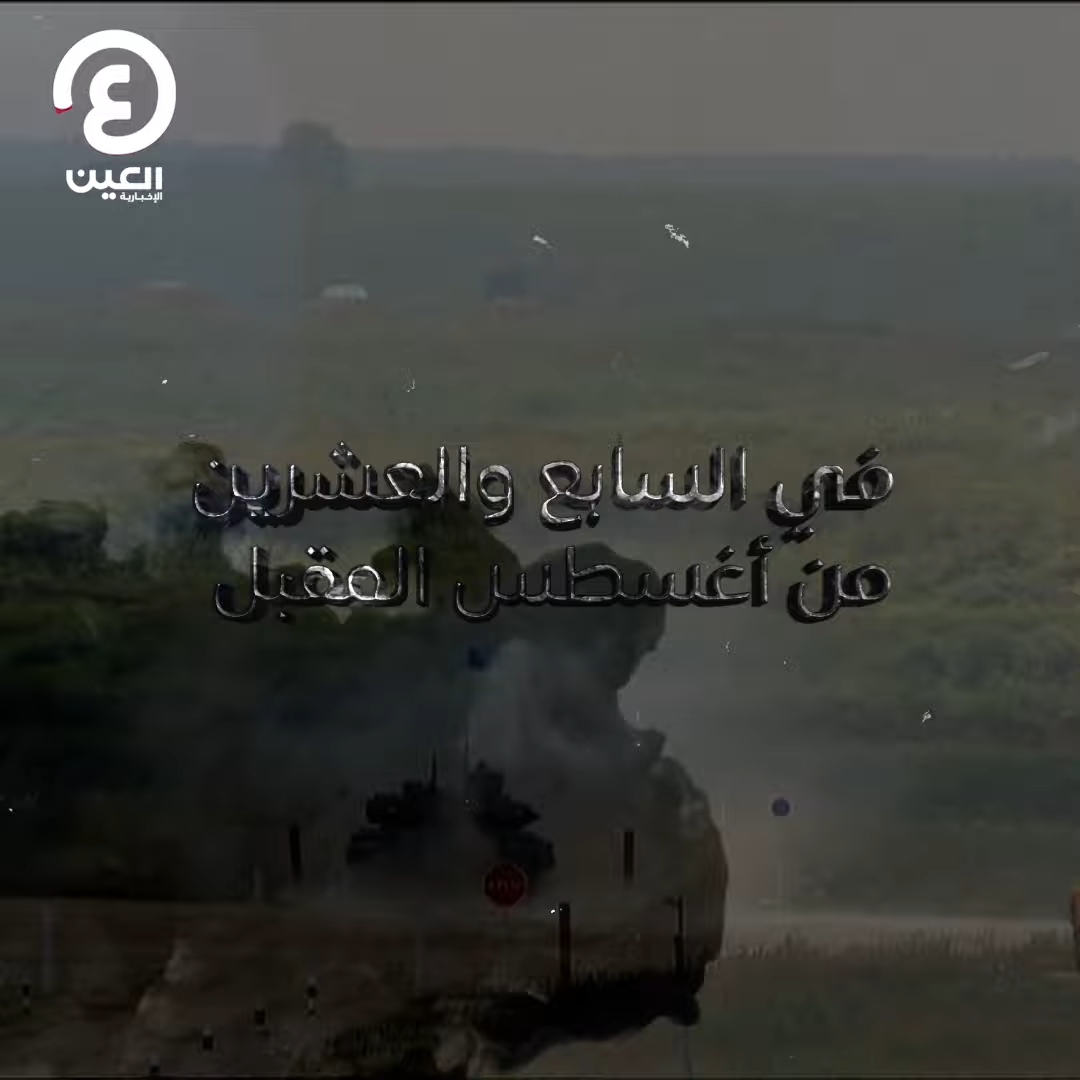 العين
الإخبارية
في السابع والعشرين
من أغسطس المقبل